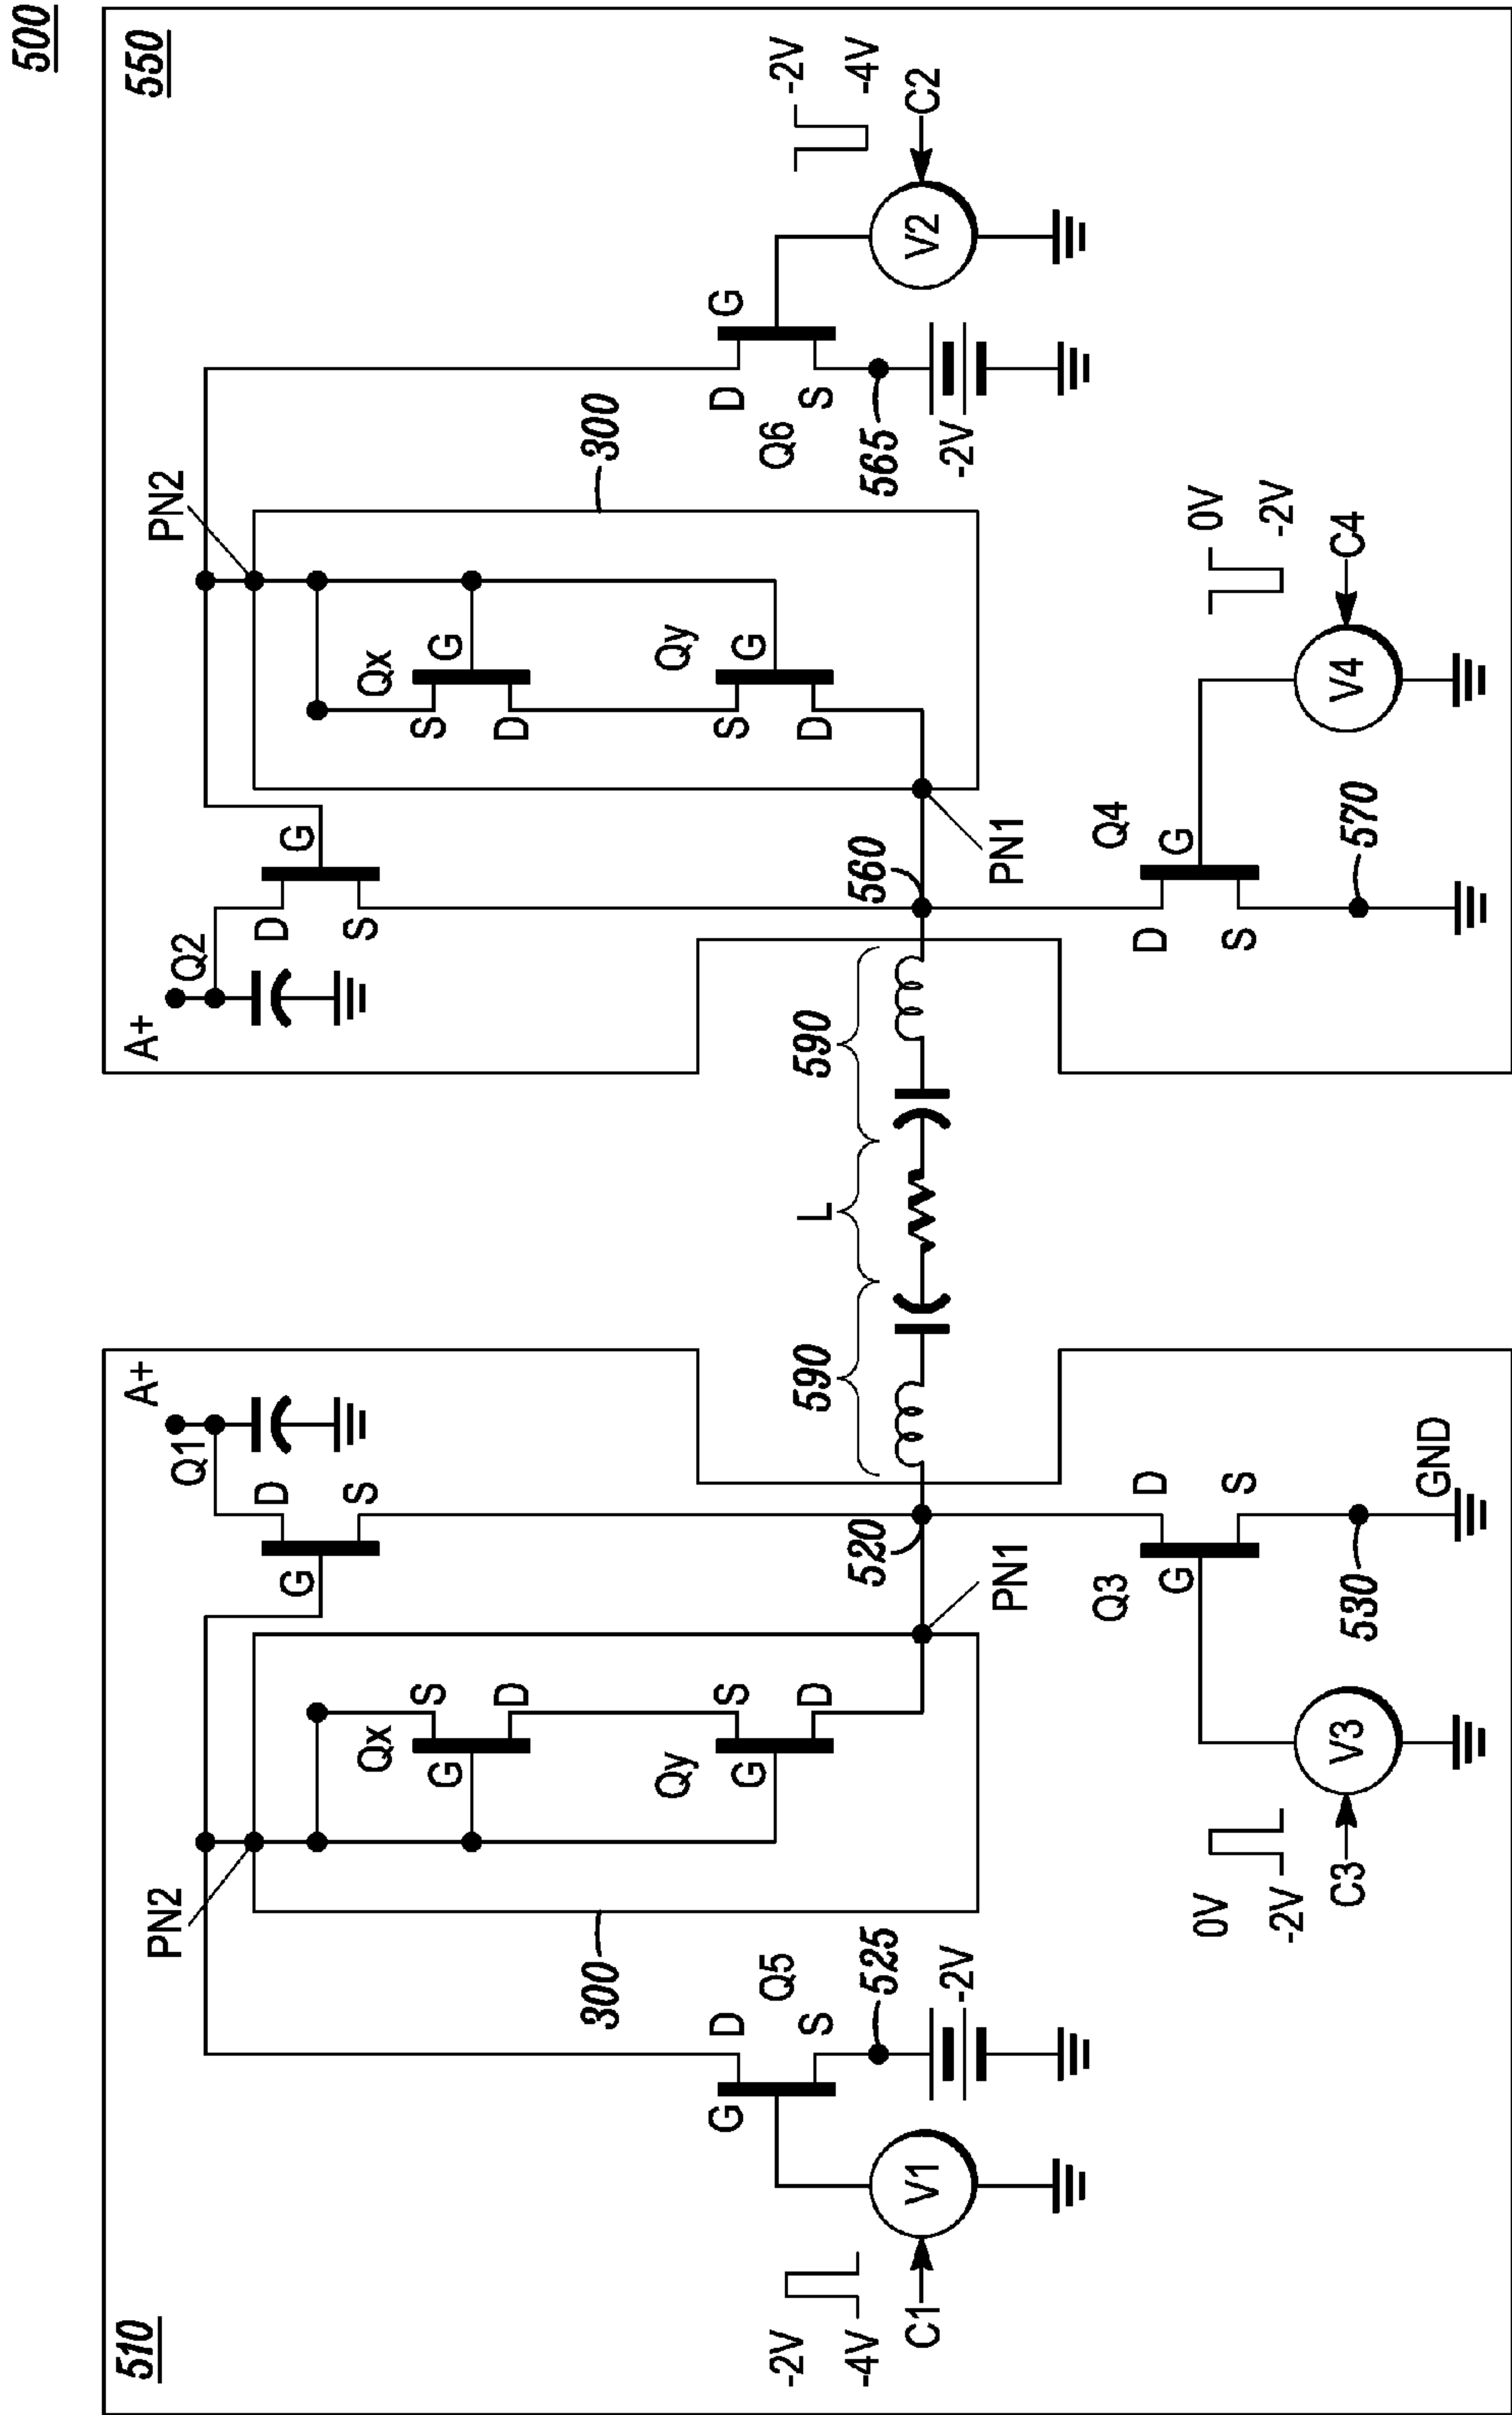 500
510
550
A+
Q1
D
S
G
PN2
Qx
S
G
D
Qy
S
G
D
300
D
Q5
S
G
525
-2V
V1
C1
-2V
-4V
520
PN1
Q3
D
G
S
530
GND
V3
C3
0V
-2V
590
L
590
A+
Q2
D
S
G
PN2
Qx
S
G
D
Qy
S
G
D
300
D
Q6
S
G
565
-2V
V2
C2
-2V
-4V
560
PN1
Q4
D
G
S
570
V4
C4
0V
-2V